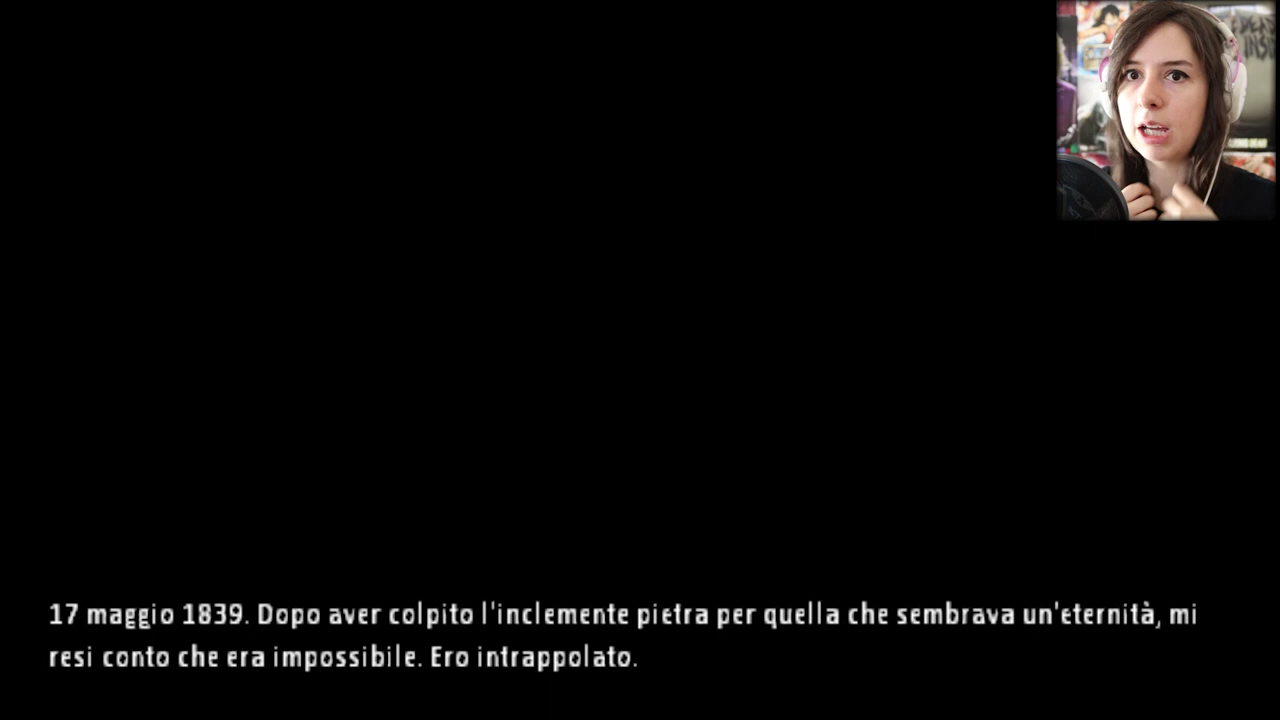 17 maggio 1839. Dopo aver colpito l'inclemente pietra per quella che sembrava un'eternità, mi
resi conto che era impossibile. Ero intrappolato.